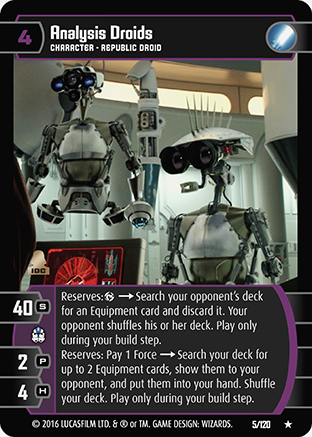 4
Analysis Droids
CHARACTER - REPUBLIC DROID
IBC
40 S
2 P
4 H
Reserves: → Search your opponent's deck
for an Equipment card and discard it. Your
opponent shuffles his or her deck. Play only
during your build step.
Reserves: Pay 1 Force → Search your deck for
up to 2 Equipment cards, show them to your
opponent, and put them into your hand. Shuffle
your deck. Play only during your build step.
© 2016 LUCASFILM LTD. & ® or TM. GAME DESIGN: WIZARDS.
5/120 ★